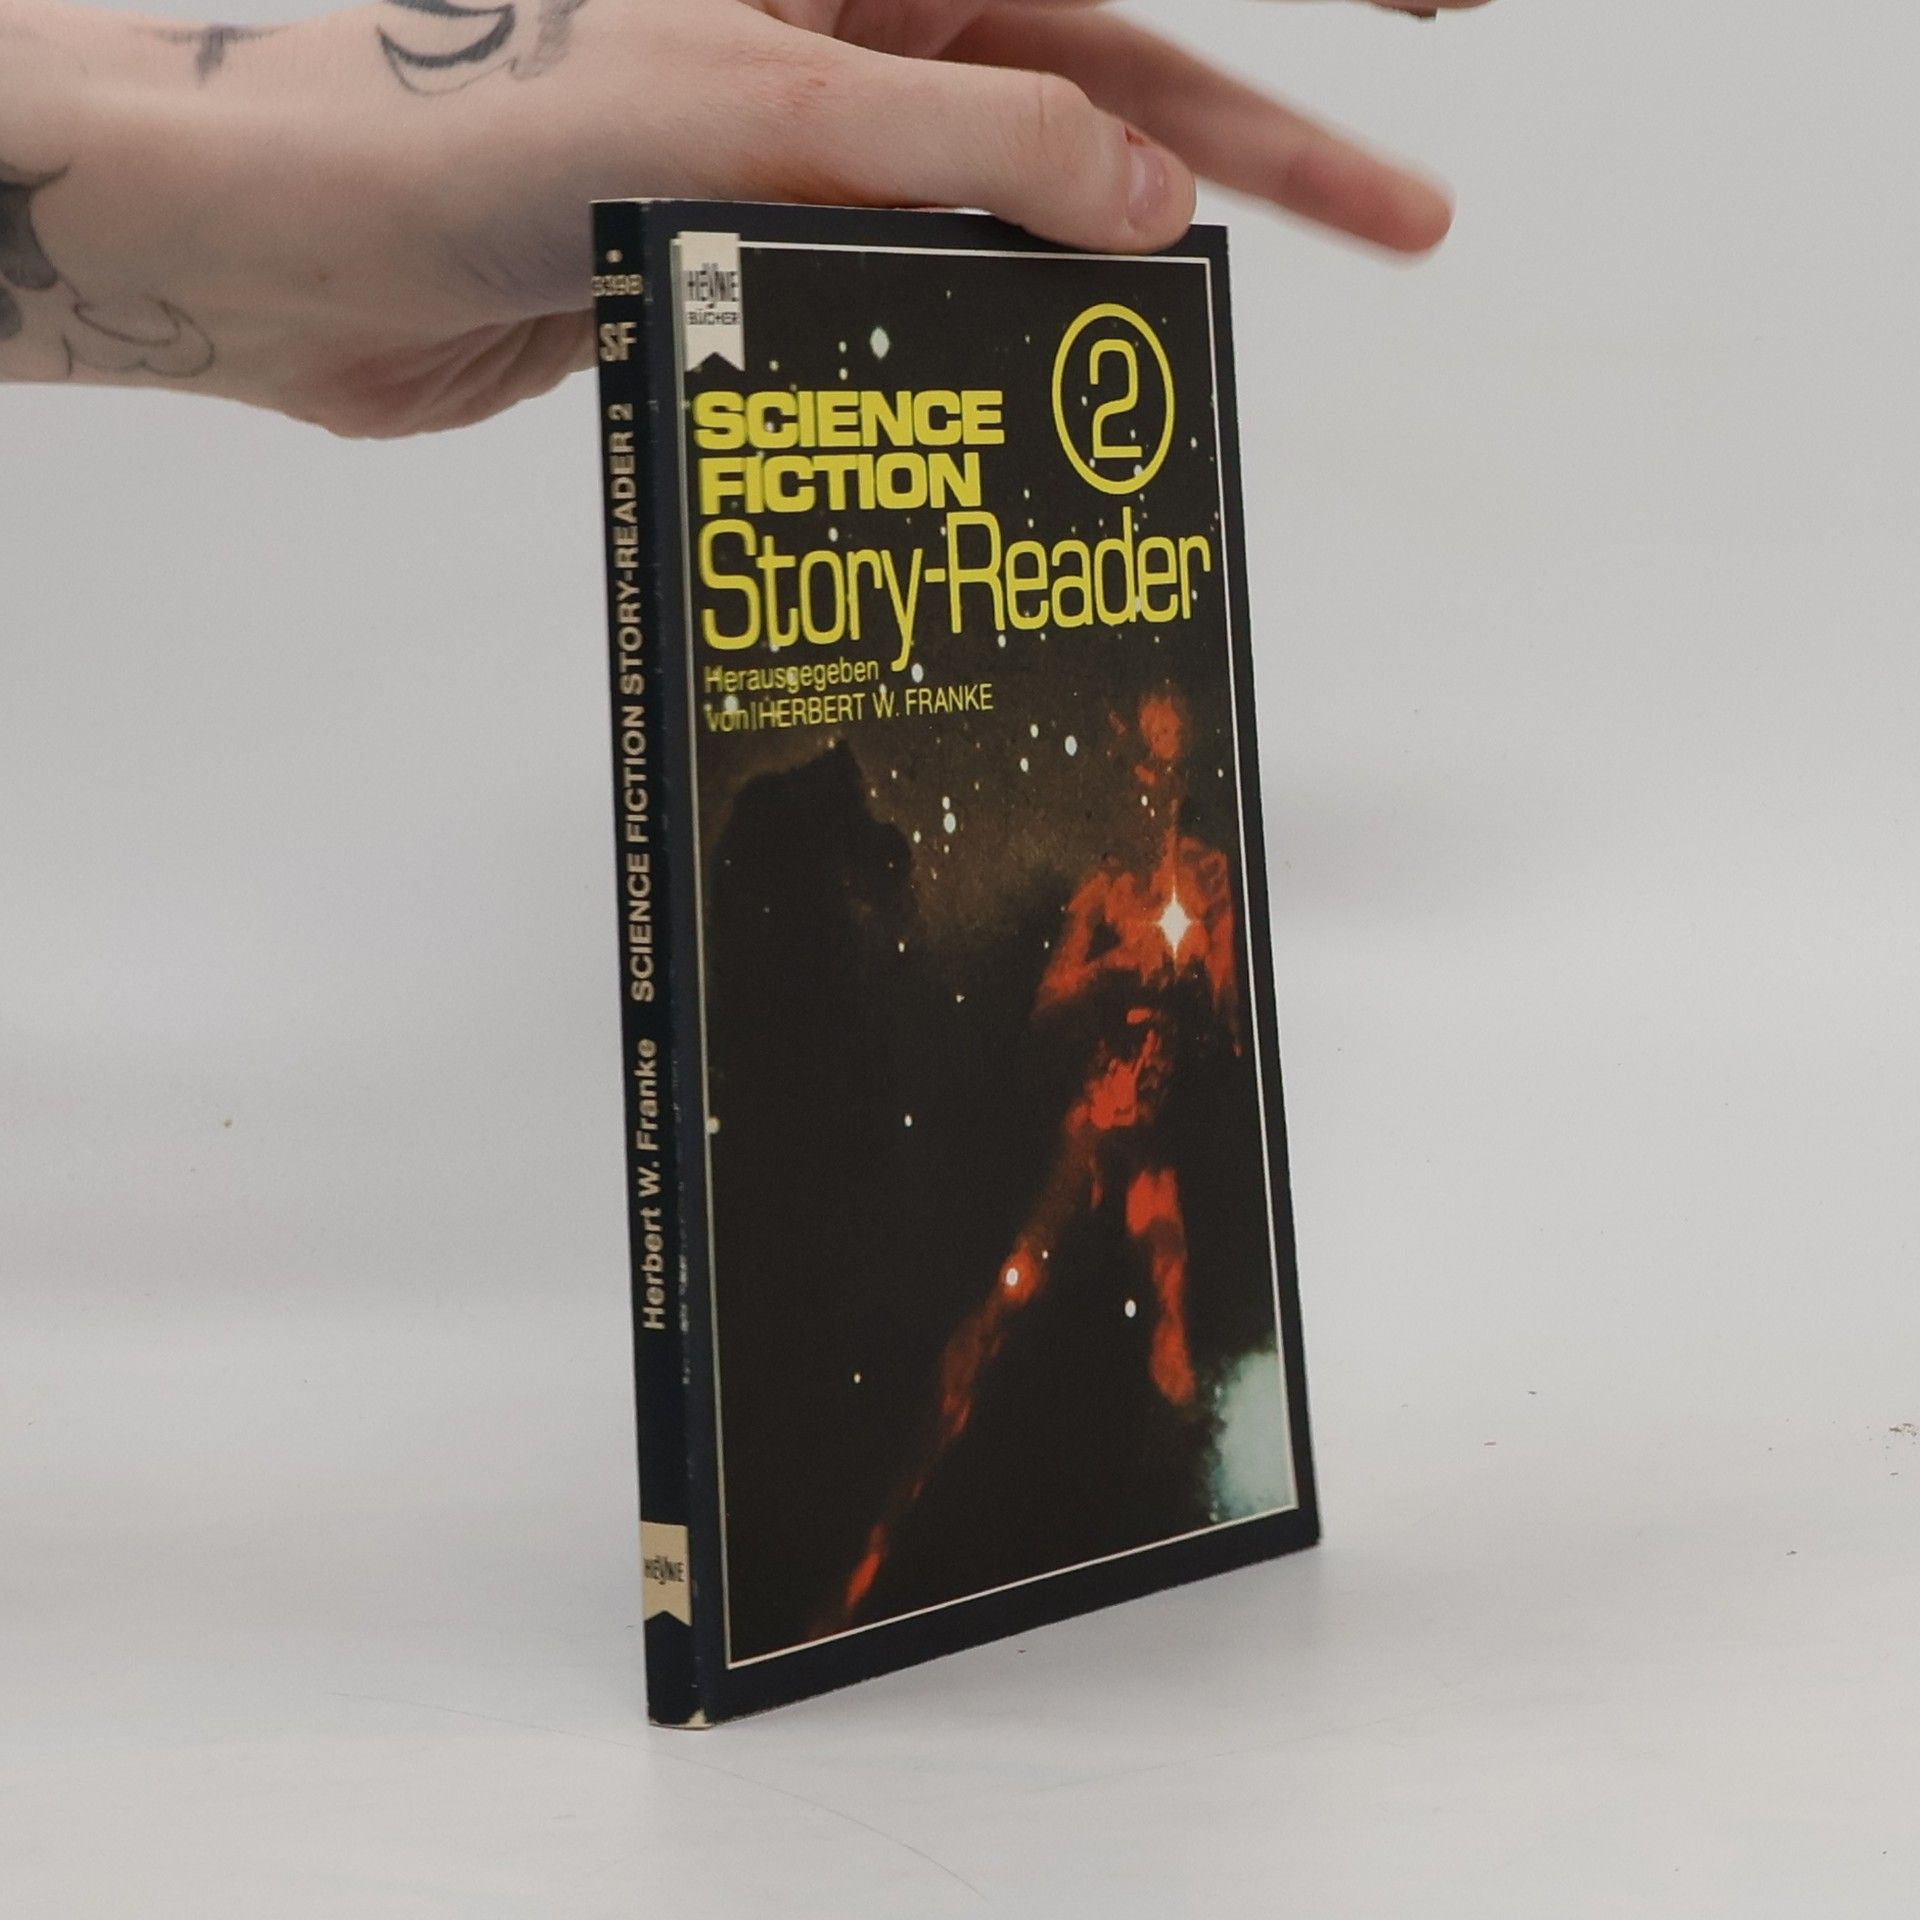 HEYNE
BÜCHER
2
SCIENCE
FICTION
Story-Reader
Herausgegeben
von HERBERT W. FRANKE
3398
SF
Herbert W. Franke SCIENCE FICTION STORY-READER 2
HEYNE